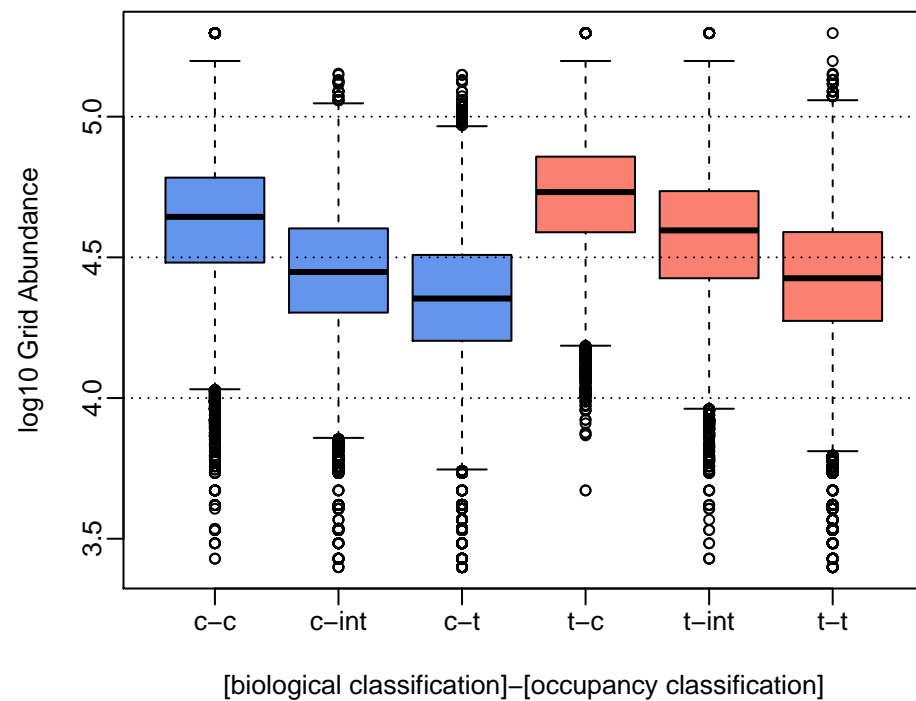 log10 Grid Abundance
5.0
4.5
4.0
3.5
c–c c–int c–t t–c t–int t–t
[biological classification]–[occupancy classification]